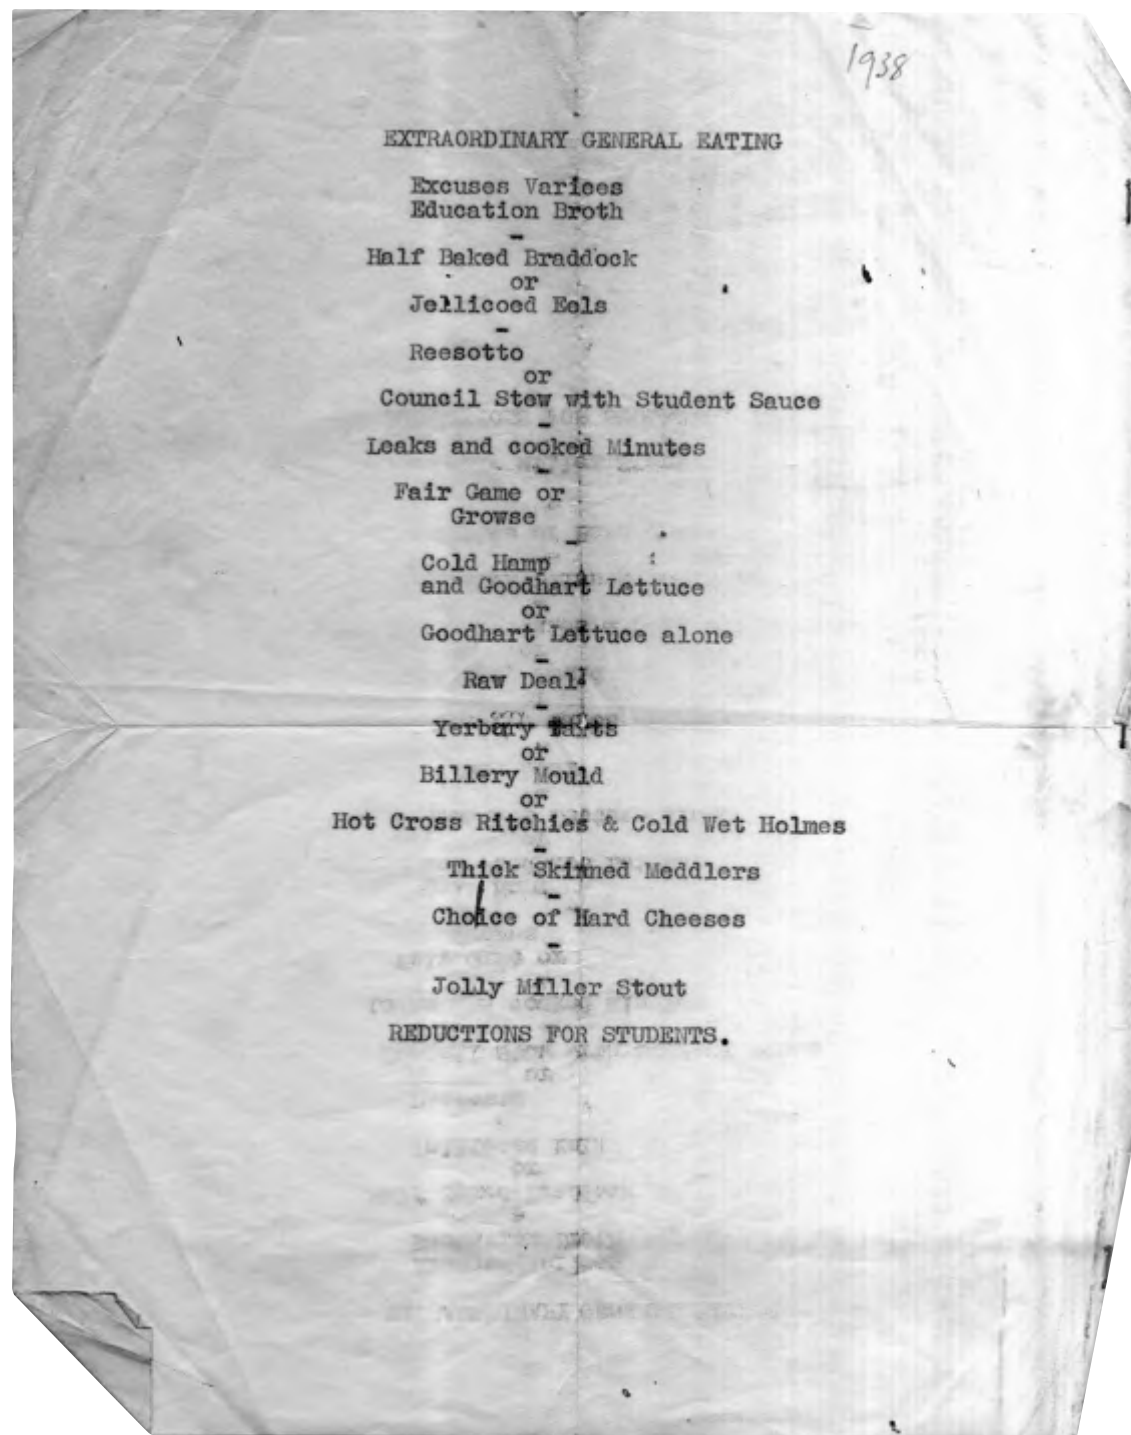 1938
EXTRAORDINARY GENERAL EATING
Excuses Varices
Education Broth
-
Half Baked Braddock
or
Jellicoed Eels
-
Reesotto
or
Council Stew with Student Sauce
-
Leaks and cooked Minutes
-
Fair Game or
Growse
-
Cold Hamp
and Goodhart Lettuce
or
Goodhart Lettuce alone
-
Raw Deal
-
Yerbury Tarts
or
Billery Mould
or
Hot Cross Ritchies & Cold Wet Holmes
-
Thick Skinned Meddlers
-
Choice of Hard Cheeses
-
Jolly Miller Stout
REDUCTIONS FOR STUDENTS.